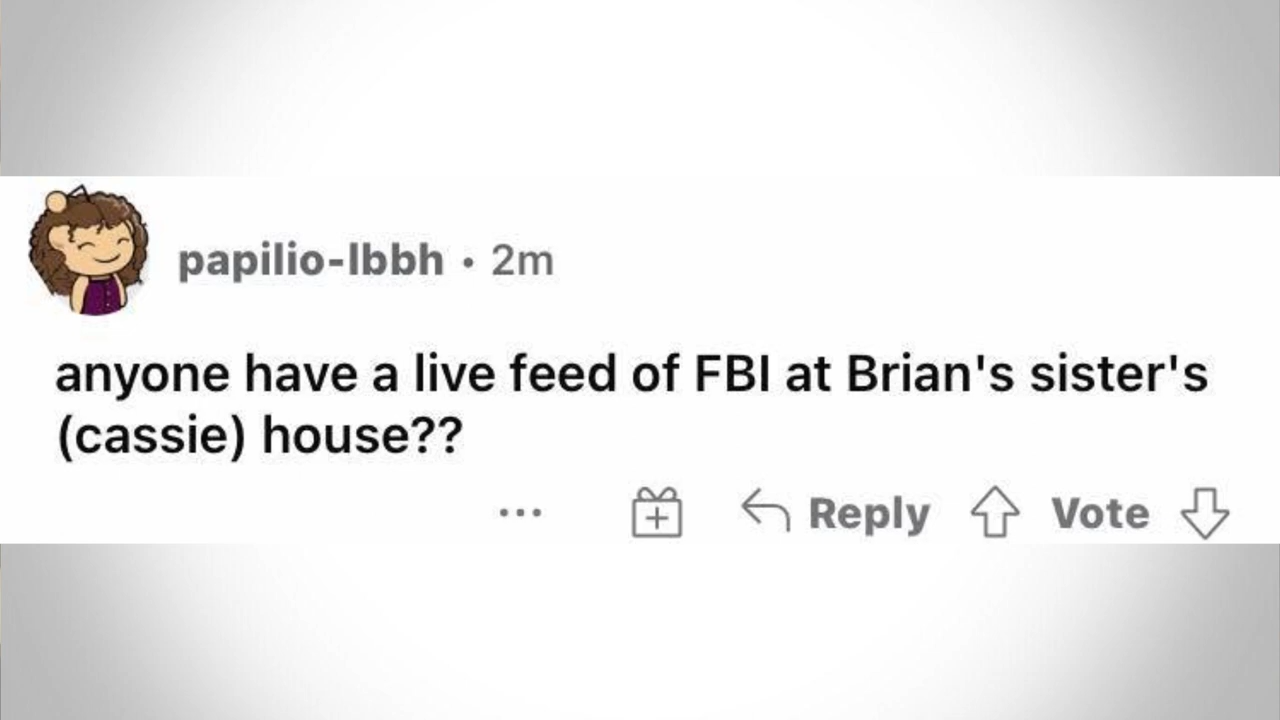 papilio-lbbh · 2m
anyone have a live feed of FBI at Brian's sister's
(cassie) house??
... Reply Vote